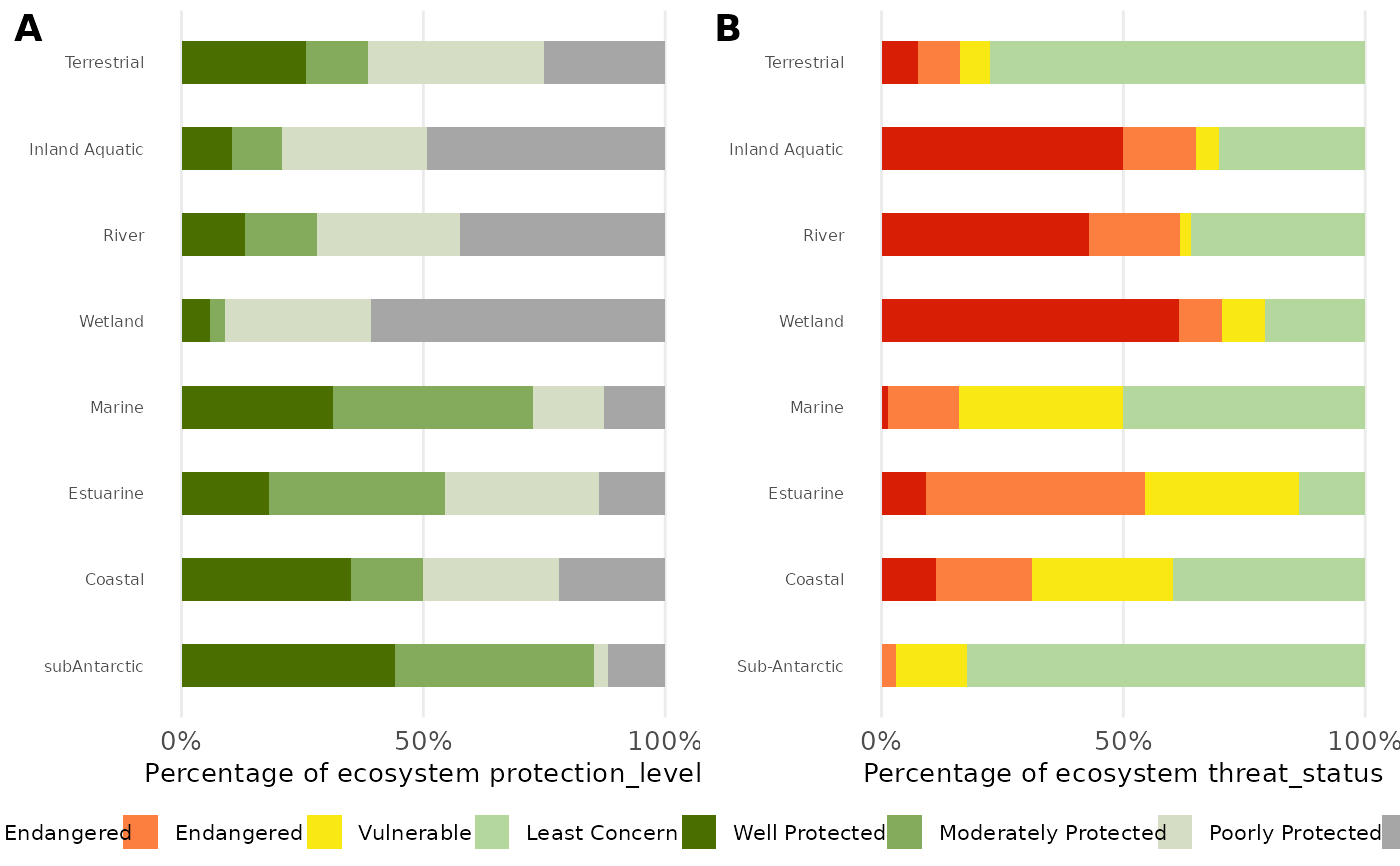 A
Terrestrial
Inland Aquatic
River
Wetland
Marine
Estuarine
Coastal
subAntarctic
0% 50% 100%
Percentage of ecosystem protection_level
B
Terrestrial
Inland Aquatic
River
Wetland
Marine
Estuarine
Coastal
Sub-Antarctic
0% 50% 100%
Percentage of ecosystem threat_status
Endangered Endangered Vulnerable Least Concern Well Protected Moderately Protected Poorly Protected